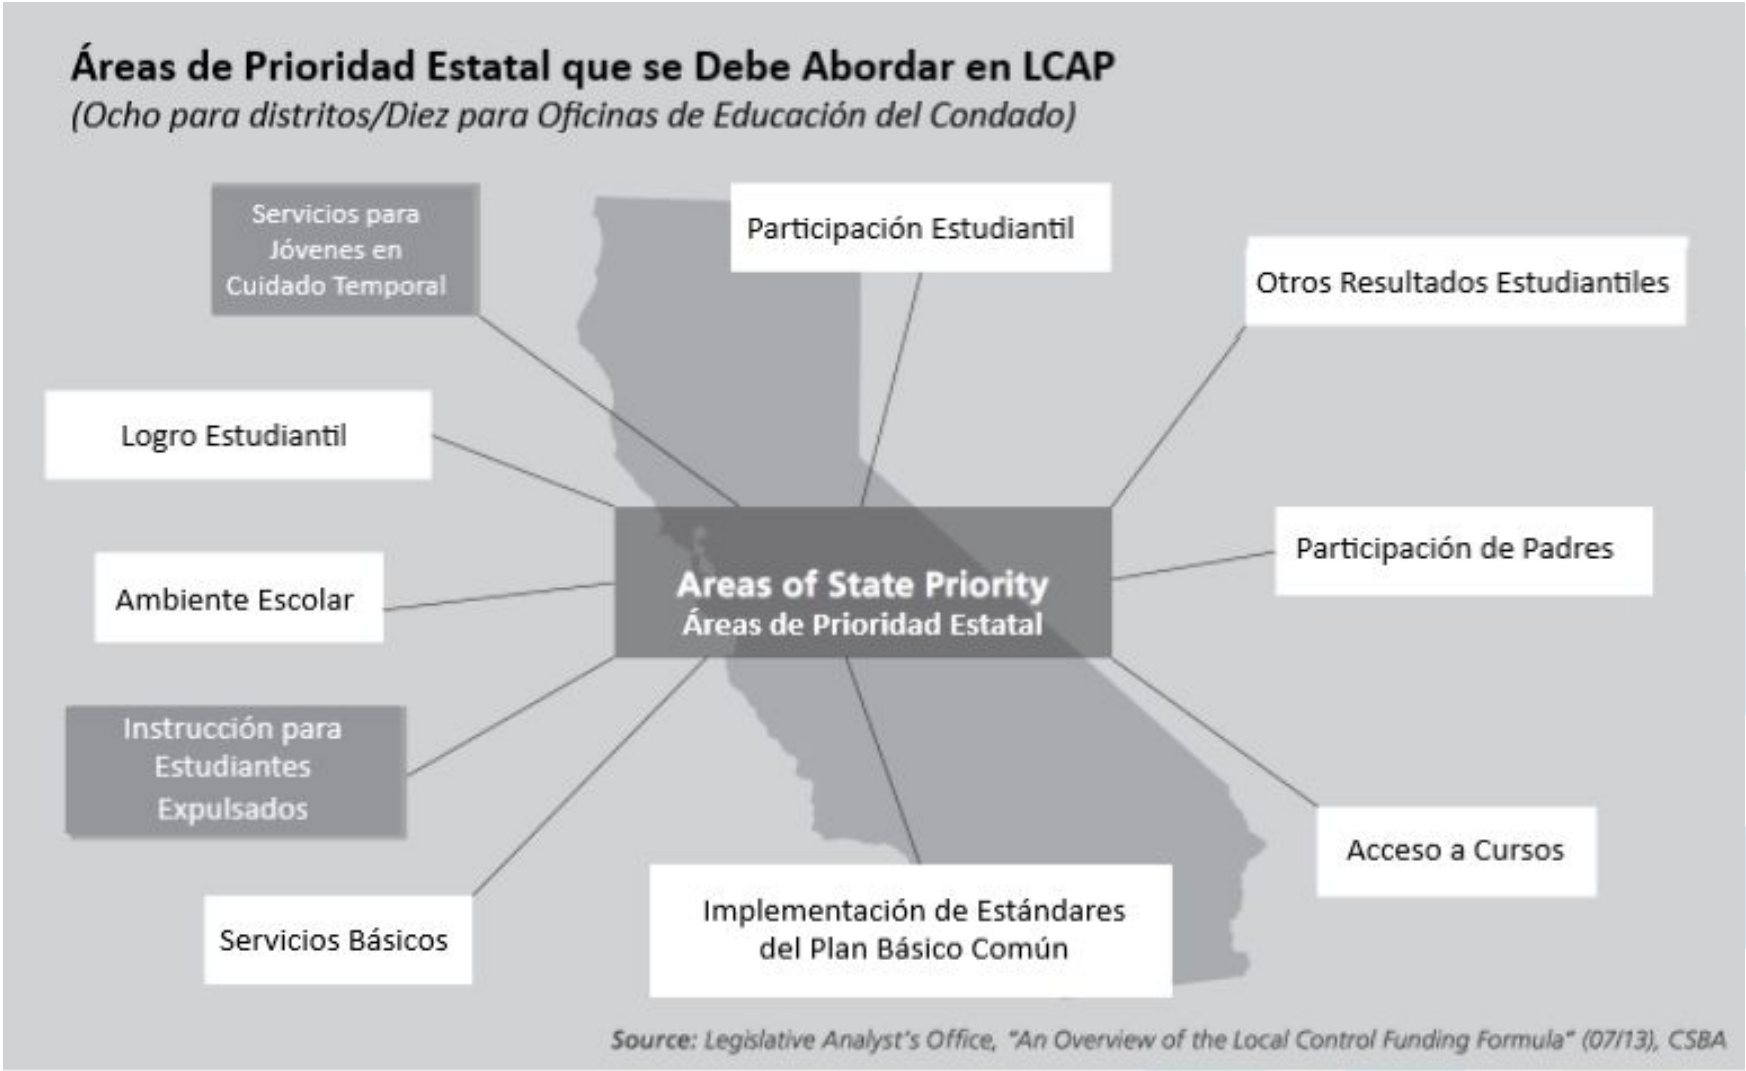 Áreas de Prioridad Estatal que se Debe Abordar en LCAP
(Ocho para distritos/Diez para Oficinas de Educación del Condado)
Servicios para
Jóvenes en
Cuidado Temporal
Participación Estudiantil
Otros Resultados Estudiantiles
Logro Estudiantil
Participación de Padres
Areas of State Priority
Áreas de Prioridad Estatal
Ambiente Escolar
Instrucción para
Estudiantes
Expulsados
Acceso a Cursos
Servicios Básicos
Implementación de Estándares
del Plan Básico Común
Source: Legislative Analyst's Office, "An Overview of the Local Control Funding Formula" (07/13), CSBA